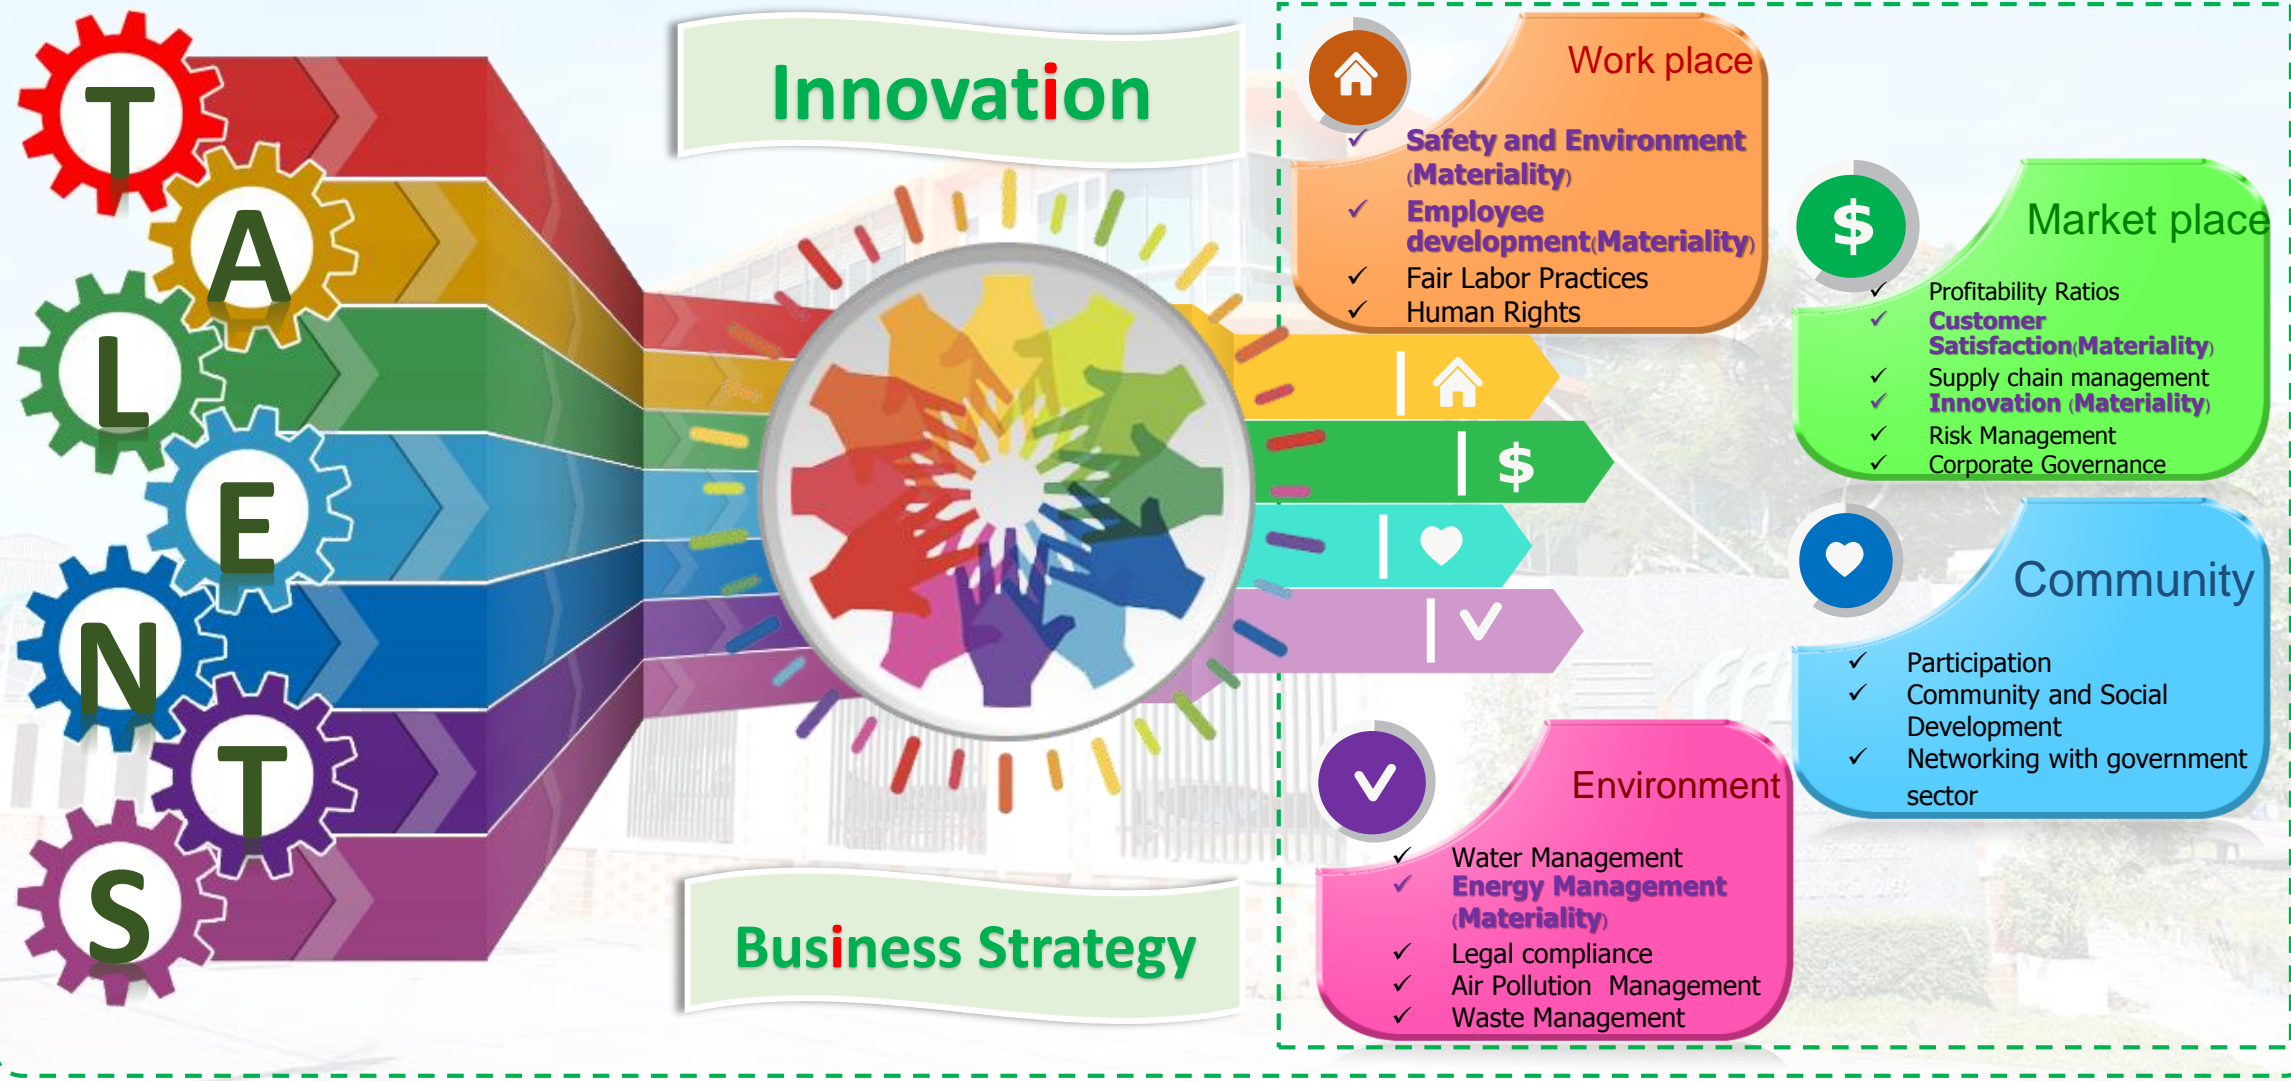 T
A
L
E
N
T
S
Innovation
Business Strategy
Work place
✓ Safety and Environment
(Materiality)
✓ Employee
development(Materiality)
✓ Fair Labor Practices
✓ Human Rights
$
Market place
✓ Profitability Ratios
✓ Customer
Satisfaction(Materiality)
✓ Supply chain management
✓ Innovation (Materiality)
✓ Risk Management
✓ Corporate Governance
$
Community
✓ Participation
✓ Community and Social
Development
✓ Networking with government
sector
Environment
✓ Water Management
✓ Energy Management
(Materiality)
✓ Legal compliance
✓ Air Pollution  Management
✓ Waste Management